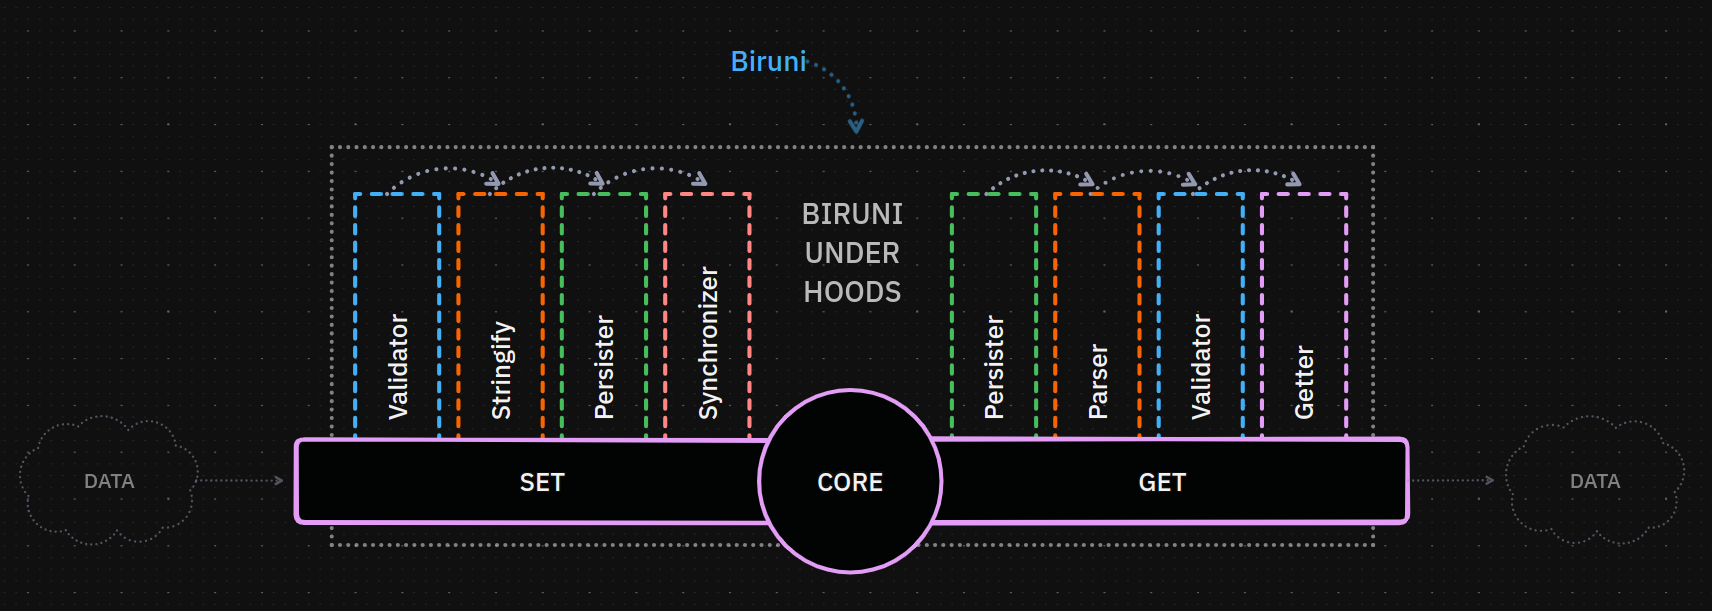 Biruni
BIRUNI
UNDER
HOODS
Validator
Stringify
Persister
Synchronizer
Persister
Parser
Validator
Getter
DATA
SET
CORE
GET
DATA